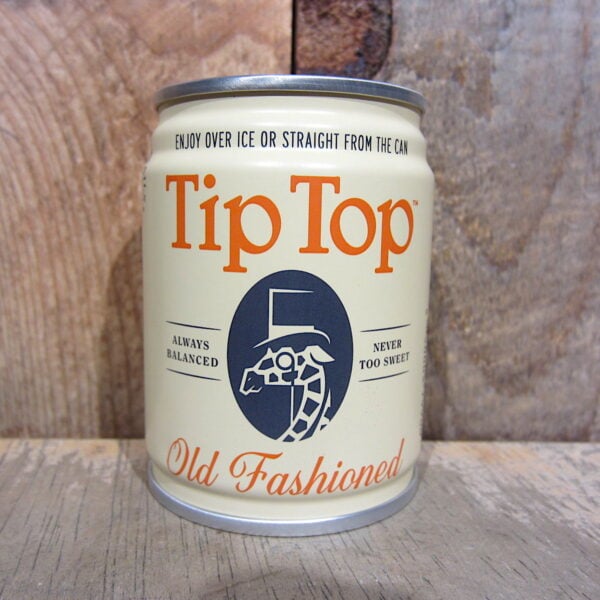 ENJOY OVER ICE OR STRAIGHT FROM THE CAN
Tip Top™
ALWAYS
BALANCED
NEVER
TOO SWEET
Old Fashioned